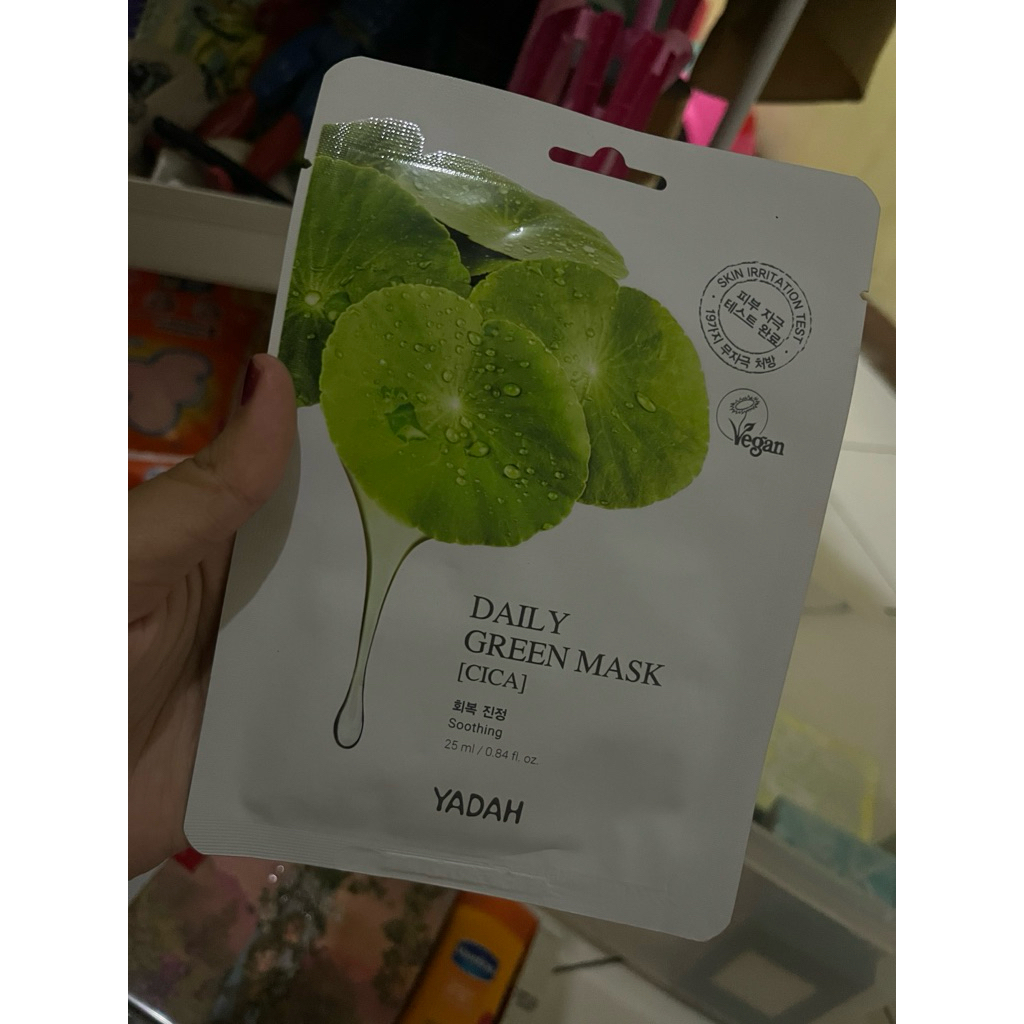 SKIN IRRITATION TEST
피부 자극
테스트 완료
19가지 무자극 처방
Vegan
DAILY
GREEN MASK
[CICA]
회복 진정
Soothing
25 ml / 0.84 fl. oz.
YADAH